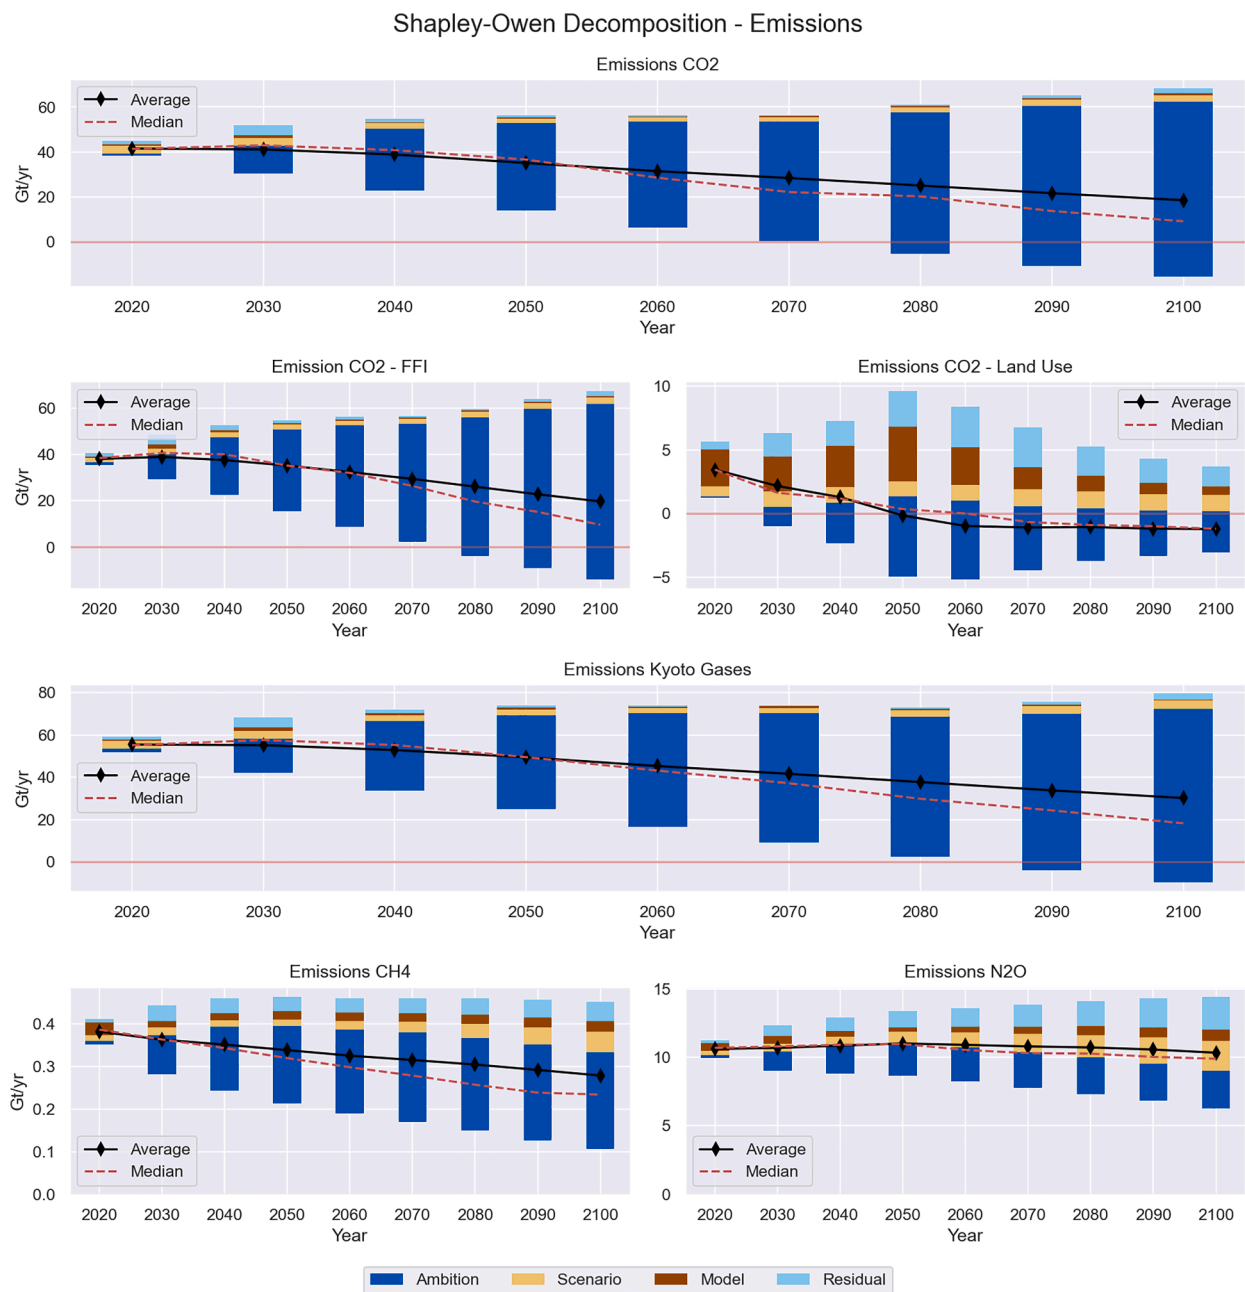 Shapley-Owen Decomposition - Emissions
Emissions CO2
60
40
20
0
Gt/yr
Average
Median
2020 2030 2040 2050 2060 2070 2080 2090 2100
Year
Emission CO2 - FFI
60
40
20
0
Gt/yr
Average
Median
2020 2030 2040 2050 2060 2070 2080 2090 2100
Year
Emissions CO2 - Land Use
10
5
0
−5
Average
Median
2020 2030 2040 2050 2060 2070 2080 2090 2100
Year
Emissions Kyoto Gases
80
60
40
20
0
Gt/yr
Average
Median
2020 2030 2040 2050 2060 2070 2080 2090 2100
Year
Emissions CH4
0.4
0.3
0.2
0.1
0.0
Gt/yr
Average
Median
2020 2030 2040 2050 2060 2070 2080 2090 2100
Year
Emissions N2O
15
10
5
0
Average
Median
2020 2030 2040 2050 2060 2070 2080 2090 2100
Year
Ambition Scenario Model Residual